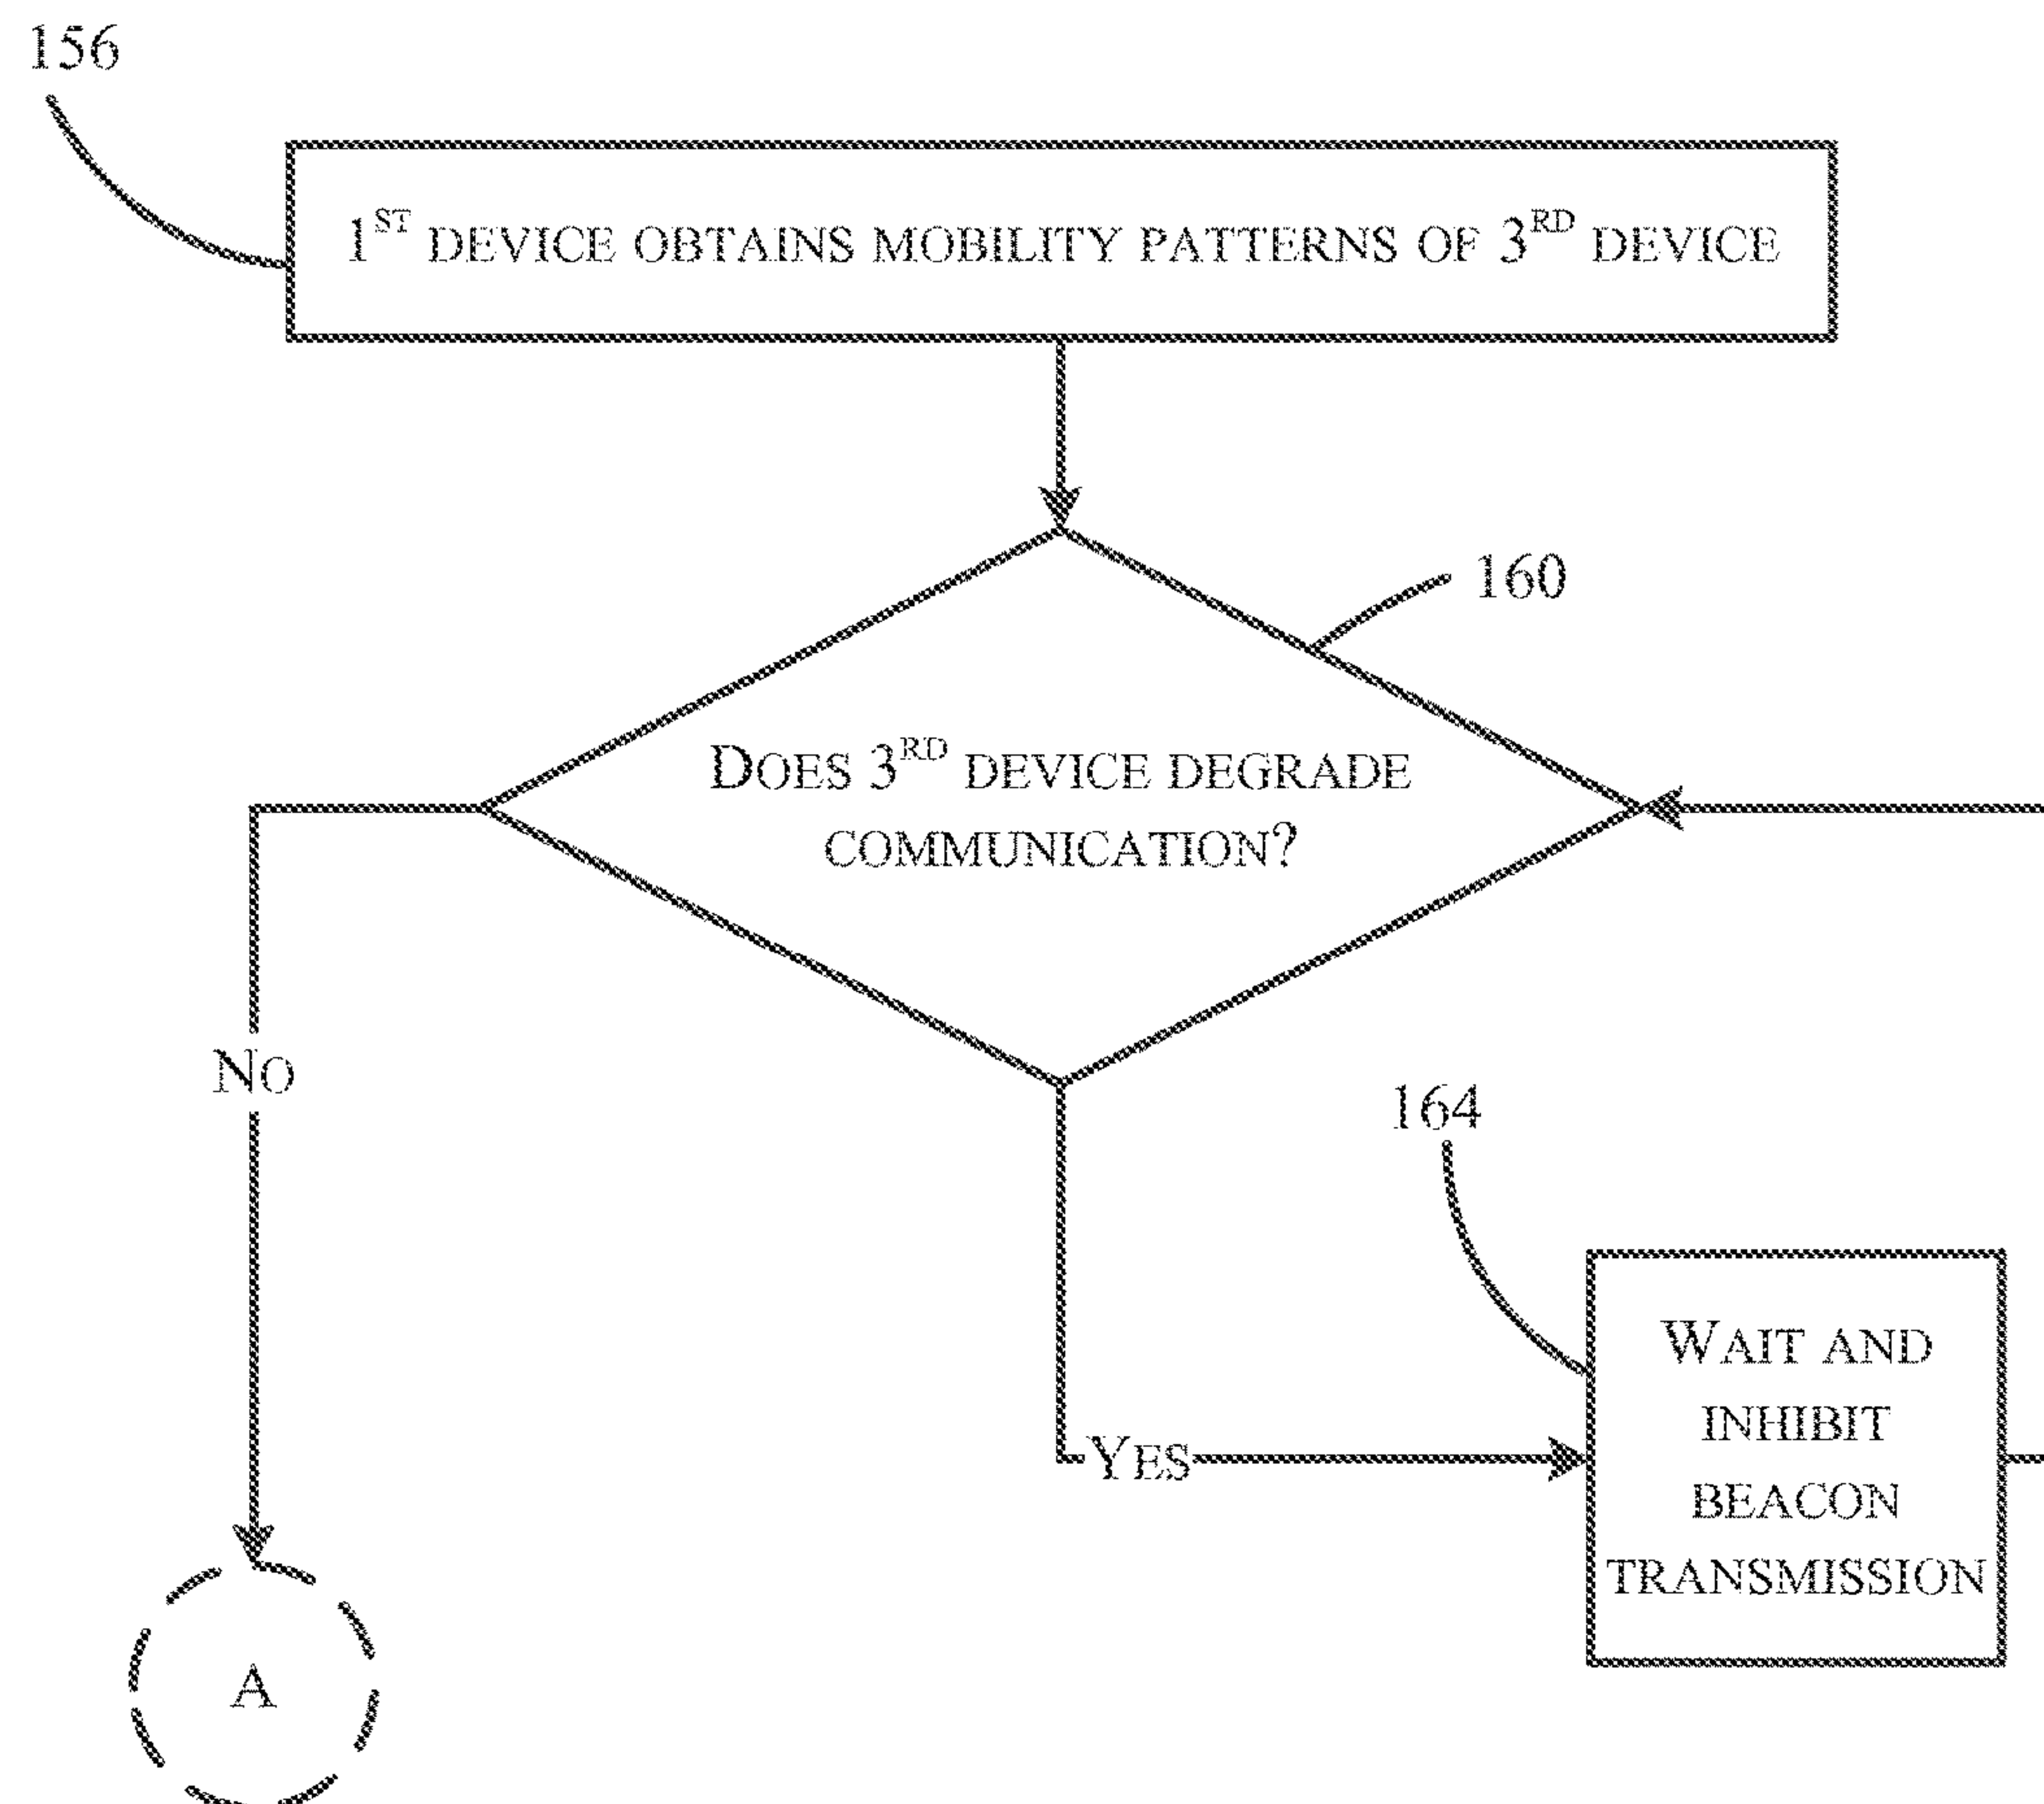 156
1ST DEVICE OBTAINS MOBILITY PATTERNS OF 3RD DEVICE
160
DOES 3RD DEVICE DEGRADE
COMMUNICATION?
NO
164
YES
WAIT AND
INHIBIT
BEACON
TRANSMISSION
A